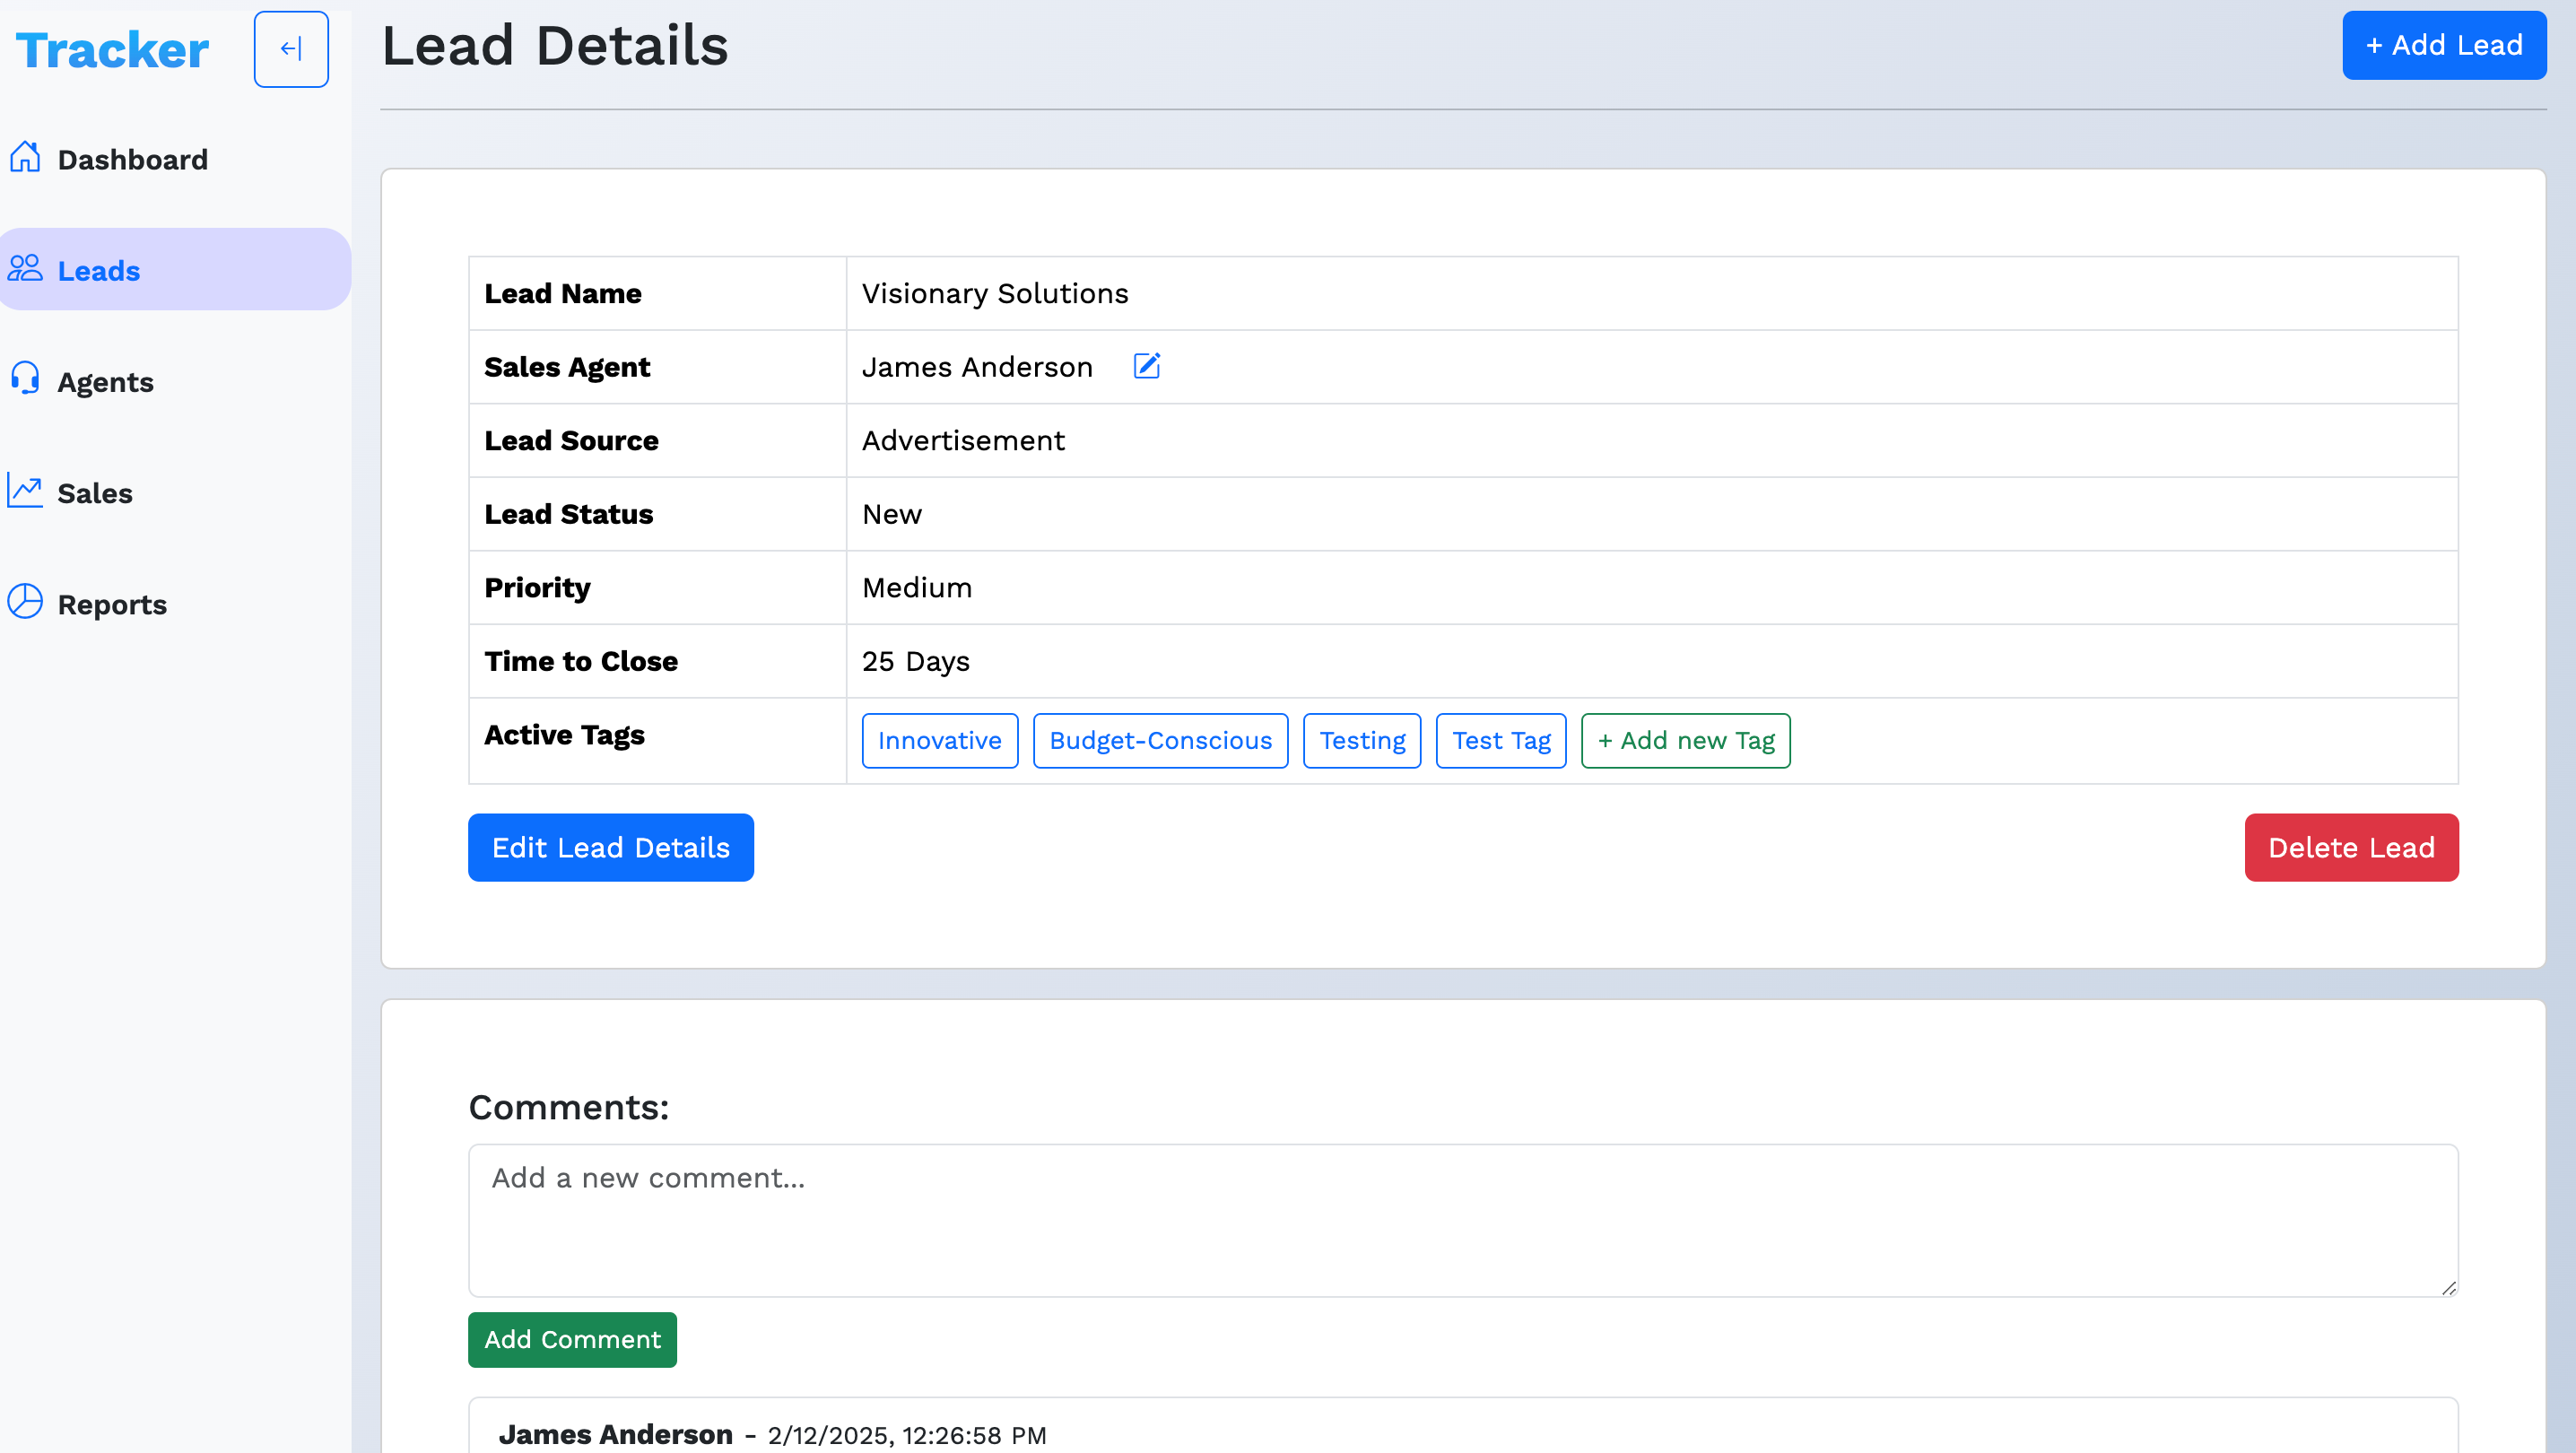 Tracker
Dashboard
Leads
Agents
Sales
Reports
Lead Details
+ Add Lead
Lead Name Visionary Solutions
Sales Agent James Anderson
Lead Source Advertisement
Lead Status New
Priority Medium
Time to Close 25 Days
Active Tags Innovative Budget-Conscious Testing Test Tag + Add new Tag
Edit Lead Details Delete Lead
Comments:
Add a new comment...
Add Comment
James Anderson - 2/12/2025, 12:26:58 PM